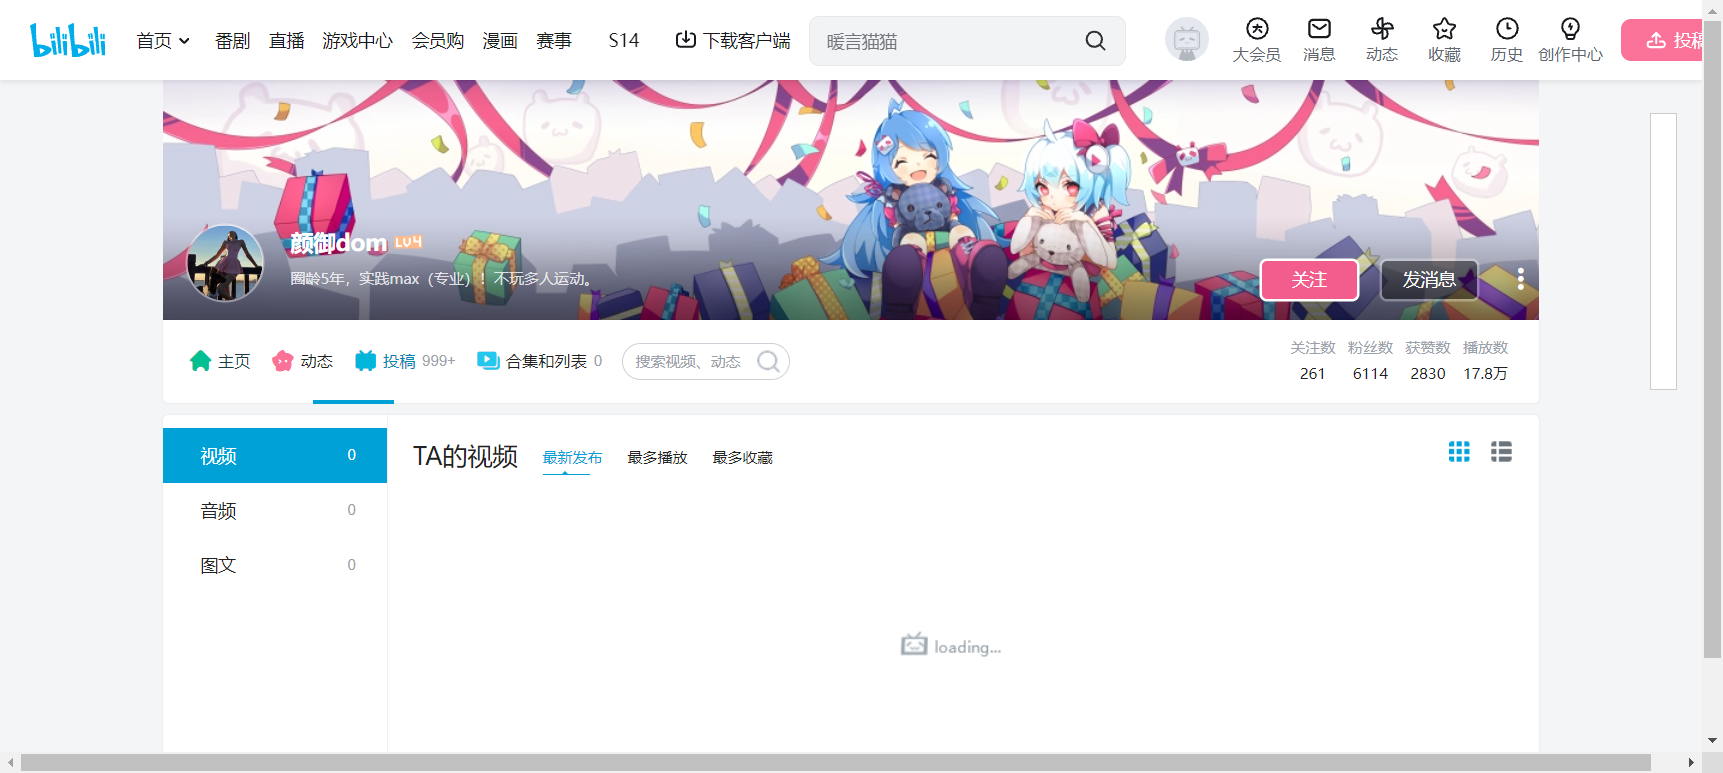 bilibili 首页 番剧 直播 游戏中心 会员购 漫画 赛事 S14 下载客户端 暖言猫猫 大会员 消息 动态 收藏 历史 创作中心 投稿
颜御dom LV4
圈龄5年，实践max（专业）！不玩多人运动。
关注 发消息
主页 动态 投稿 999+ 合集和列表 0 搜索视频、动态
关注数 粉丝数 获赞数 播放数
261 6114 2830 17.8万
视频 0
音频 0
图文 0
TA的视频 最新发布 最多播放 最多收藏
loading...